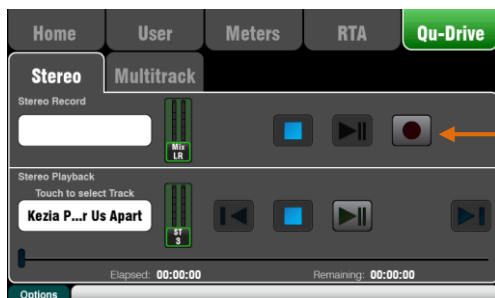 Home User Meters RTA Qu-Drive
Stereo Multitrack
Stereo Record
Mix
LR
Stereo Playback
Touch to select Track
Kezia P...r Us Apart
ST
3
Elapsed: 00:00:00 Remaining: 00:00:00
Options